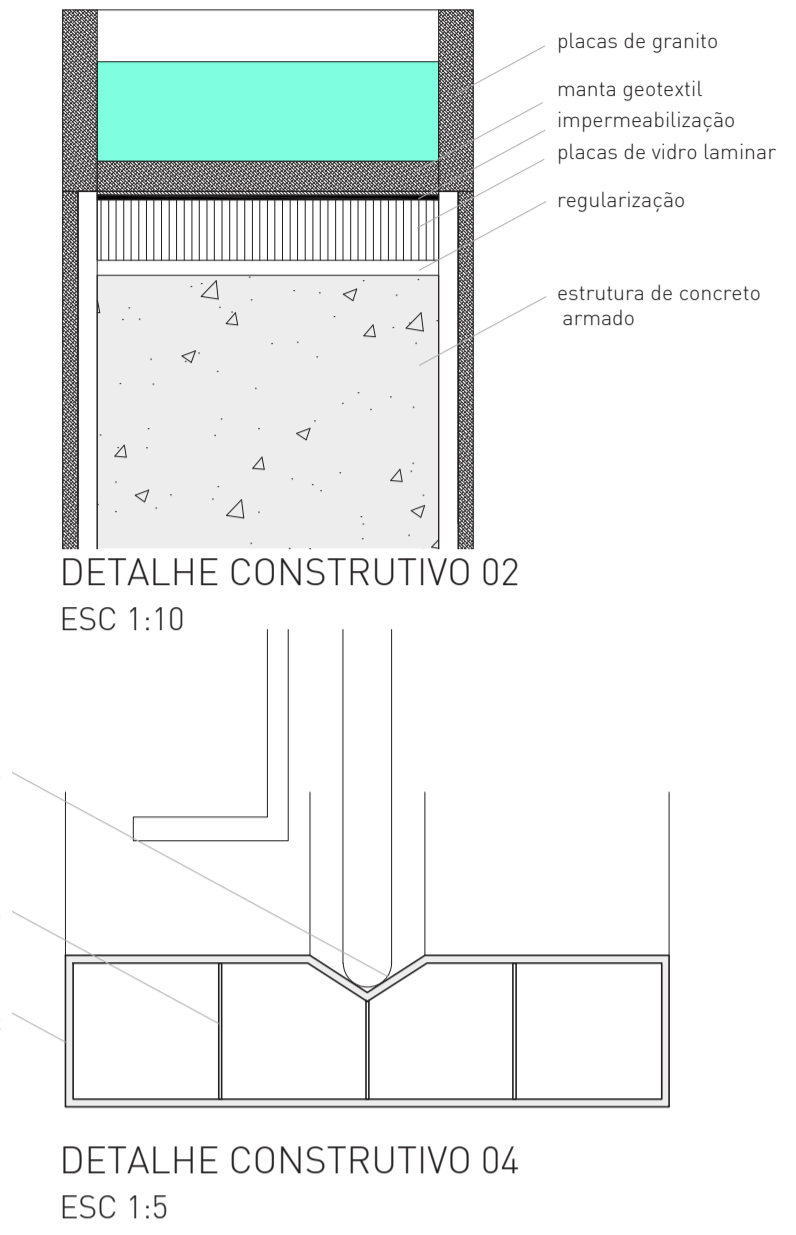 placas de granito
manta geotextil
impermeabilização
placas de vidro laminar
regularização
estrutura de concreto
armado
DETALHE CONSTRUTIVO 02
ESC 1:10
DETALHE CONSTRUTIVO 04
ESC 1:5